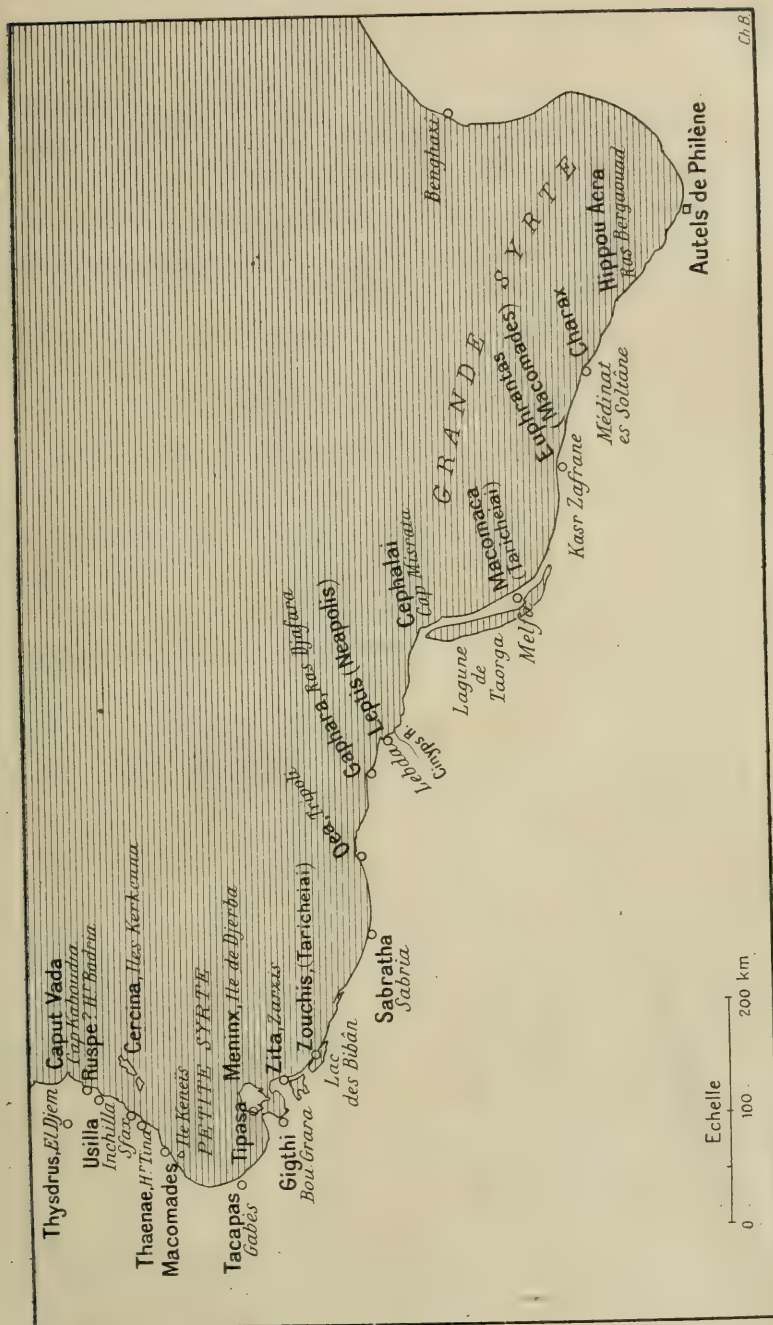 Thysdrus, El Djem
Caput Vada
Cap Kaboudia
Ruspe? Hr Badria
Usilla
Inchilla
Sfax
Cercina, Iles Kerkenna
Thaenae, Hr Tina
Macomades
Ile Keneis
PETITE SYRTE
Tacapas
Gabès
Tipasa
Meninx, Ile de Djerba
Gigthi
Bou Grara
Zita, Zarzis
Zouchis, (Taricheiai)
Lac
des Bibân
Sabratha
Sabria
Oea, Tripoli
Gaphara, Ras Djafara
Leptis (Neapolis)
Lebda
Cinyps R.
Cephalai
Cap Misrata
Lagune
de
Taorga
Melfa
Macomaca
(Taricheiai)
GRANDE SYRTE
Euphrantas
(Macomades)
Kasr Zafrane
Charax
Médinat
es Soltâne
Hippou Acra
Ras Bergaouad
Autels de Philène
Benghazi
Ch B.
Echelle
0 100 200 km